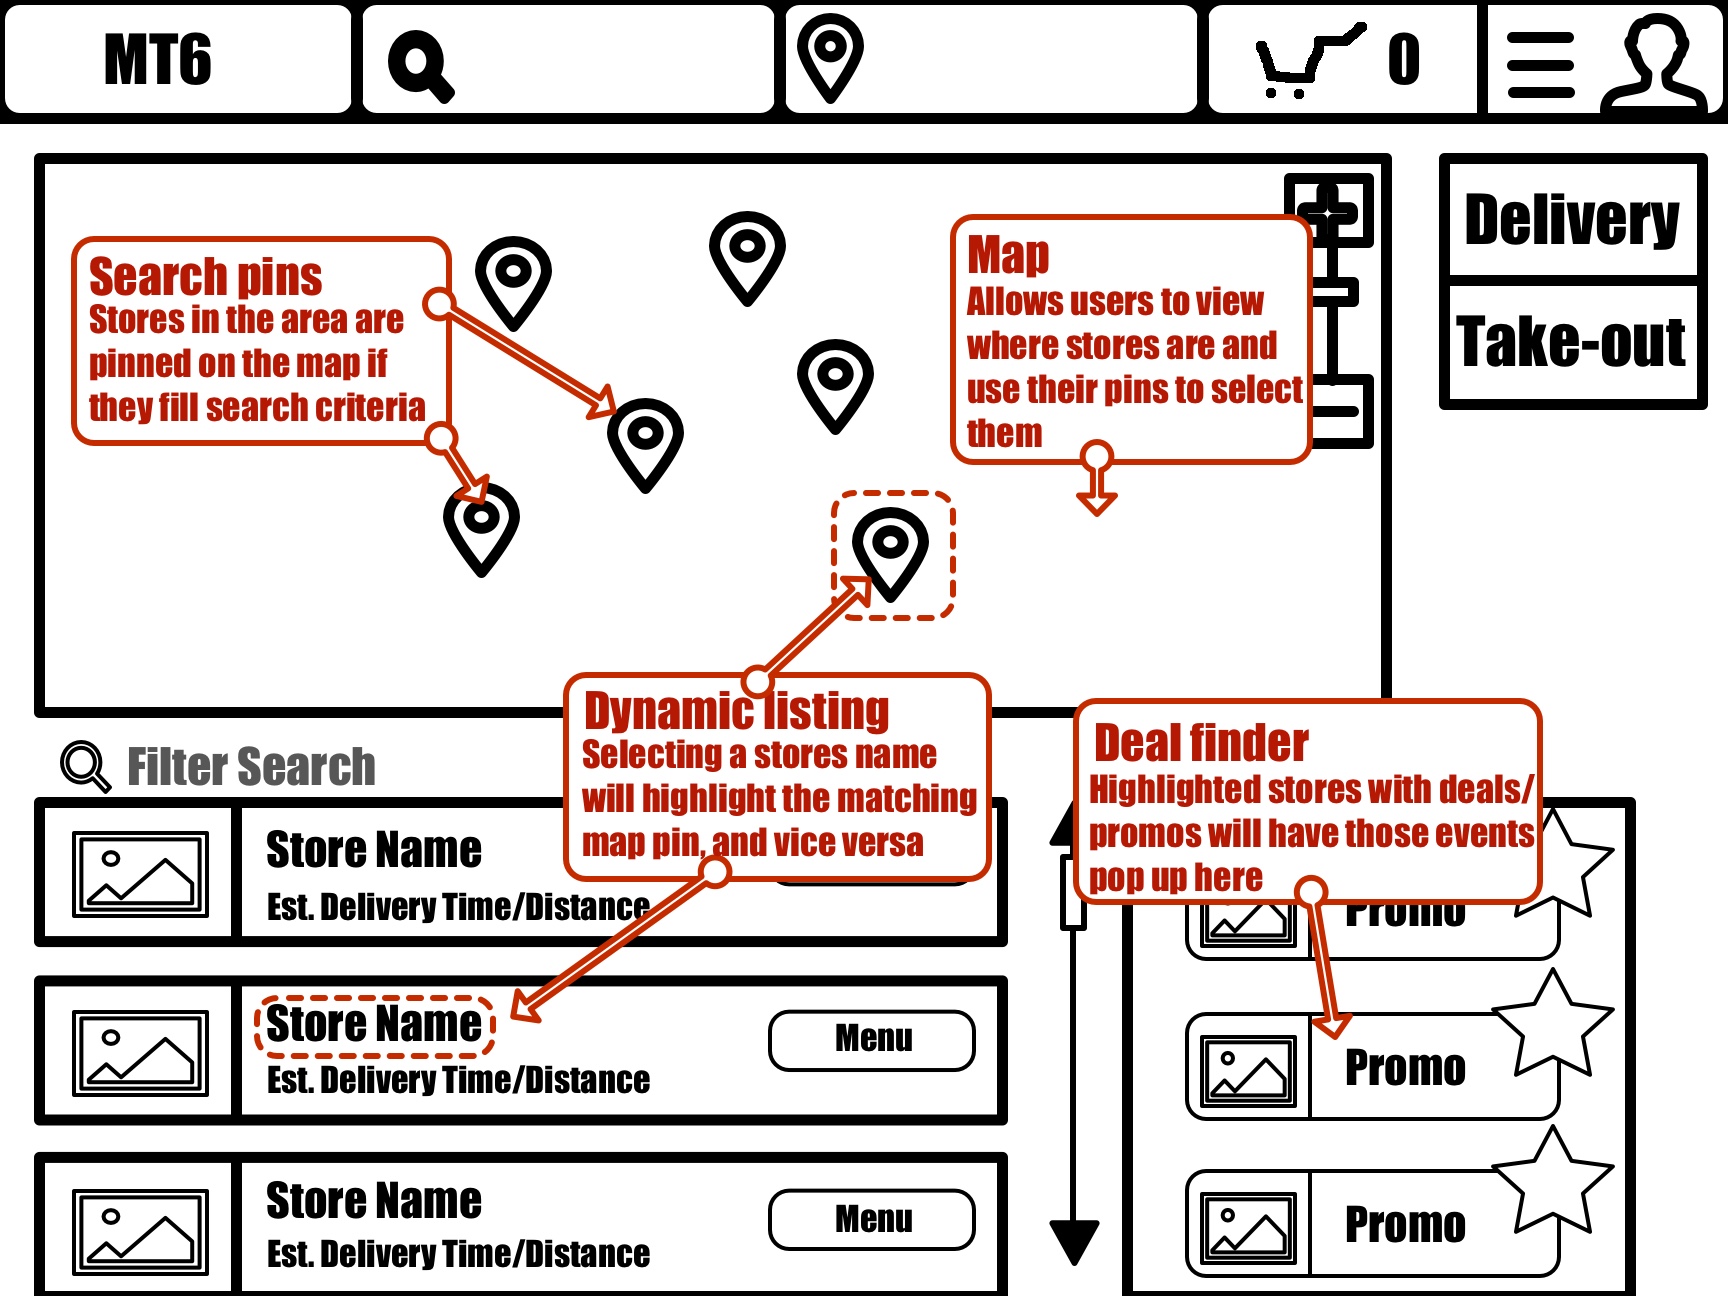 MT6
0
Delivery
Take-out
Search pins
Stores in the area are
pinned on the map if
they fill search criteria
Map
Allows users to view
where stores are and
use their pins to select
them
Dynamic listing
Selecting a stores name
will highlight the matching
map pin, and vice versa
Deal finder
Highlighted stores with deals/
promos will have those events
pop up here
Filter Search
Store Name
Est. Delivery Time/Distance
Promo
Store Name
Est. Delivery Time/Distance
Menu
Promo
Store Name
Est. Delivery Time/Distance
Menu
Promo